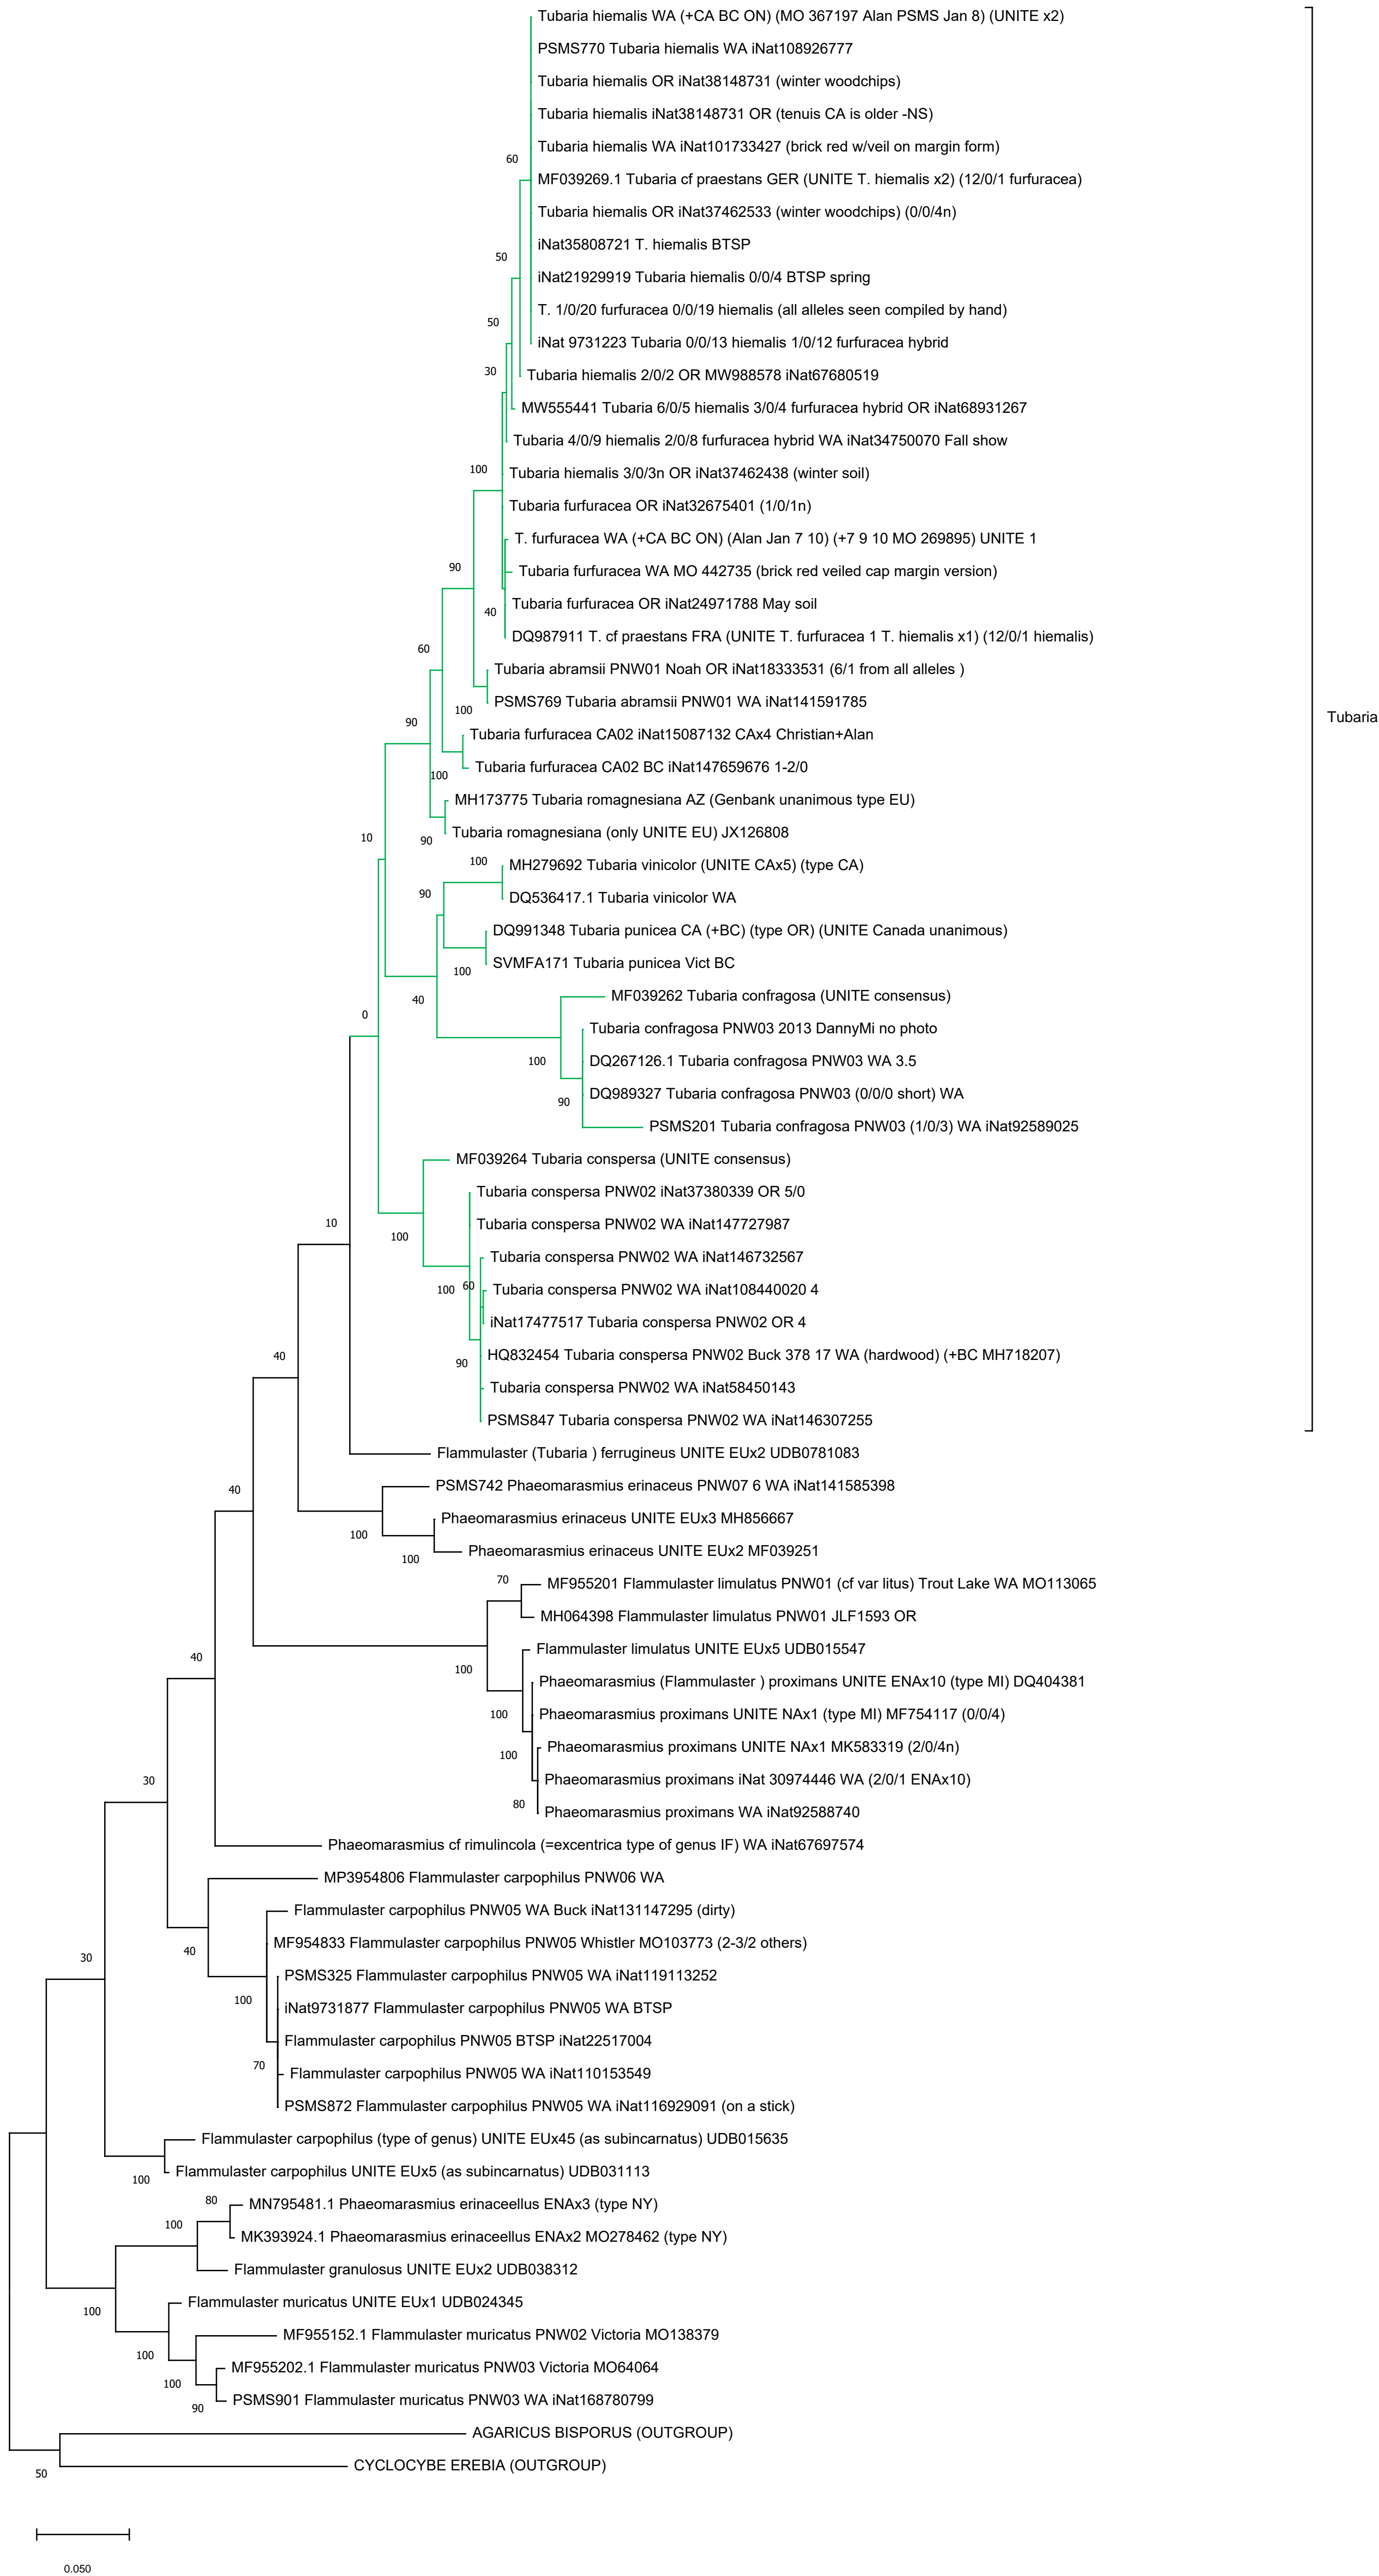 Tubaria hiemalis WA (+CA BC ON) (MO 367197 Alan PSMS Jan 8) (UNITE x2)
PSMS770 Tubaria hiemalis WA iNat108926777
Tubaria hiemalis OR iNat38148731 (winter woodchips)
Tubaria hiemalis iNat38148731 OR (tenuis CA is older -NS)
Tubaria hiemalis WA iNat101733427 (brick red w/veil on margin form)
60
MF039269.1 Tubaria cf praestans GER (UNITE T. hiemalis x2) (12/0/1 furfuracea)
Tubaria hiemalis OR iNat37462533 (winter woodchips) (0/0/4n)
iNat35808721 T. hiemalis BTSP
50
iNat21929919 Tubaria hiemalis 0/0/4 BTSP spring
T. 1/0/20 furfuracea 0/0/19 hiemalis (all alleles seen compiled by hand)
50
iNat 9731223 Tubaria 0/0/13 hiemalis 1/0/12 furfuracea hybrid
30
Tubaria hiemalis 2/0/2 OR MW988578 iNat67680519
MW555441 Tubaria 6/0/5 hiemalis 3/0/4 furfuracea hybrid OR iNat68931267
Tubaria 4/0/9 hiemalis 2/0/8 furfuracea hybrid WA iNat34750070 Fall show
100
Tubaria hiemalis 3/0/3n OR iNat37462438 (winter soil)
Tubaria furfuracea OR iNat32675401 (1/0/1n)
T. furfuracea WA (+CA BC ON) (Alan Jan 7 10) (+7 9 10 MO 269895) UNITE 1
90
Tubaria furfuracea WA MO 442735 (brick red veiled cap margin version)
Tubaria furfuracea OR iNat24971788 May soil
40
DQ987911 T. cf praestans FRA (UNITE T. furfuracea 1 T. hiemalis x1) (12/0/1 hiemalis)
60
Tubaria abramsii PNW01 Noah OR iNat18333531 (6/1 from all alleles )
PSMS769 Tubaria abramsii PNW01 WA iNat141591785
100
Tubaria
90
Tubaria furfuracea CA02 iNat15087132 CAx4 Christian+Alan
Tubaria furfuracea CA02 BC iNat147659676 1-2/0
100
MH173775 Tubaria romagnesiana AZ (Genbank unanimous type EU)
Tubaria romagnesiana (only UNITE EU) JX126808
10
90
100
MH279692 Tubaria vinicolor (UNITE CAx5) (type CA)
90
DQ536417.1 Tubaria vinicolor WA
DQ991348 Tubaria punicea CA (+BC) (type OR) (UNITE Canada unanimous)
SVMFA171 Tubaria punicea Vict BC
100
40
MF039262 Tubaria confragosa (UNITE consensus)
0
Tubaria confragosa PNW03 2013 DannyMi no photo
DQ267126.1 Tubaria confragosa PNW03 WA 3.5
100
DQ989327 Tubaria confragosa PNW03 (0/0/0 short) WA
90
PSMS201 Tubaria confragosa PNW03 (1/0/3) WA iNat92589025
MF039264 Tubaria conspersa (UNITE consensus)
Tubaria conspersa PNW02 iNat37380339 OR 5/0
10
Tubaria conspersa PNW02 WA iNat147727987
100
Tubaria conspersa PNW02 WA iNat146732567
100
60
Tubaria conspersa PNW02 WA iNat108440020 4
iNat17477517 Tubaria conspersa PNW02 OR 4
40
HQ832454 Tubaria conspersa PNW02 Buck 378 17 WA (hardwood) (+BC MH718207)
90
Tubaria conspersa PNW02 WA iNat58450143
PSMS847 Tubaria conspersa PNW02 WA iNat146307255
Flammulaster (Tubaria ) ferrugineus UNITE EUx2 UDB0781083
40
PSMS742 Phaeomarasmius erinaceus PNW07 6 WA iNat141585398
Phaeomarasmius erinaceus UNITE EUx3 MH856667
100
Phaeomarasmius erinaceus UNITE EUx2 MF039251
100
70
MF955201 Flammulaster limulatus PNW01 (cf var litus) Trout Lake WA MO113065
MH064398 Flammulaster limulatus PNW01 JLF1593 OR
40
Flammulaster limulatus UNITE EUx5 UDB015547
100
Phaeomarasmius (Flammulaster ) proximans UNITE ENAx10 (type MI) DQ404381
100
Phaeomarasmius proximans UNITE NAx1 (type MI) MF754117 (0/0/4)
100
Phaeomarasmius proximans UNITE NAx1 MK583319 (2/0/4n)
30
Phaeomarasmius proximans iNat 30974446 WA (2/0/1 ENAx10)
80
Phaeomarasmius proximans WA iNat92588740
Phaeomarasmius cf rimulincola (=excentrica type of genus IF) WA iNat67697574
MP3954806 Flammulaster carpophilus PNW06 WA
Flammulaster carpophilus PNW05 WA Buck iNat131147295 (dirty)
30
40
MF954833 Flammulaster carpophilus PNW05 Whistler MO103773 (2-3/2 others)
PSMS325 Flammulaster carpophilus PNW05 WA iNat119113252
100
iNat9731877 Flammulaster carpophilus PNW05 WA BTSP
Flammulaster carpophilus PNW05 BTSP iNat22517004
70
Flammulaster carpophilus PNW05 WA iNat110153549
PSMS872 Flammulaster carpophilus PNW05 WA iNat116929091 (on a stick)
Flammulaster carpophilus (type of genus) UNITE EUx45 (as subincarnatus) UDB015635
Flammulaster carpophilus UNITE EUx5 (as subincarnatus) UDB031113
100
80
MN795481.1 Phaeomarasmius erinaceellus ENAx3 (type NY)
100
MK393924.1 Phaeomarasmius erinaceellus ENAx2 MO278462 (type NY)
Flammulaster granulosus UNITE EUx2 UDB038312
Flammulaster muricatus UNITE EUx1 UDB024345
100
MF955152.1 Flammulaster muricatus PNW02 Victoria MO138379
100
MF955202.1 Flammulaster muricatus PNW03 Victoria MO64064
100
PSMS901 Flammulaster muricatus PNW03 WA iNat168780799
90
AGARICUS BISPORUS (OUTGROUP)
CYCLOCYBE EREBIA (OUTGROUP)
50
0.050